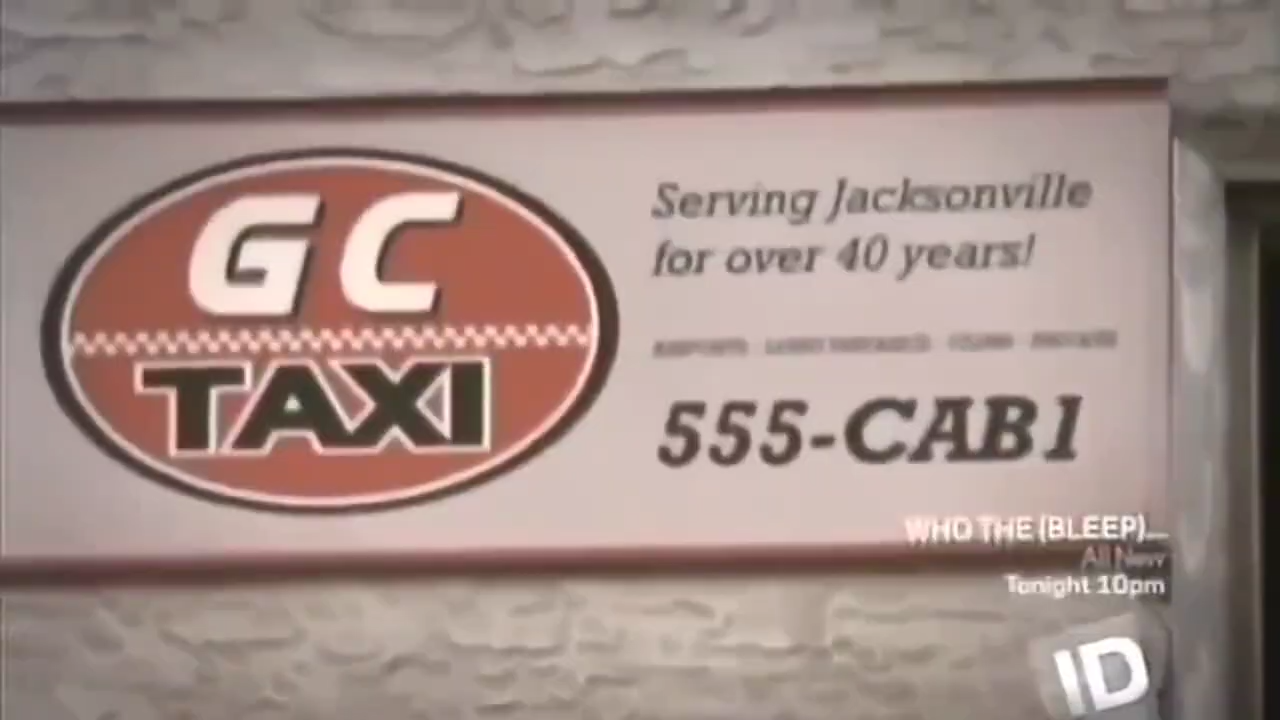 GC
TAXI
Serving Jacksonville
for over 40 years!
555-CAB1
WHO THE (BLEEP)...
All New
Tonight 10pm
ID